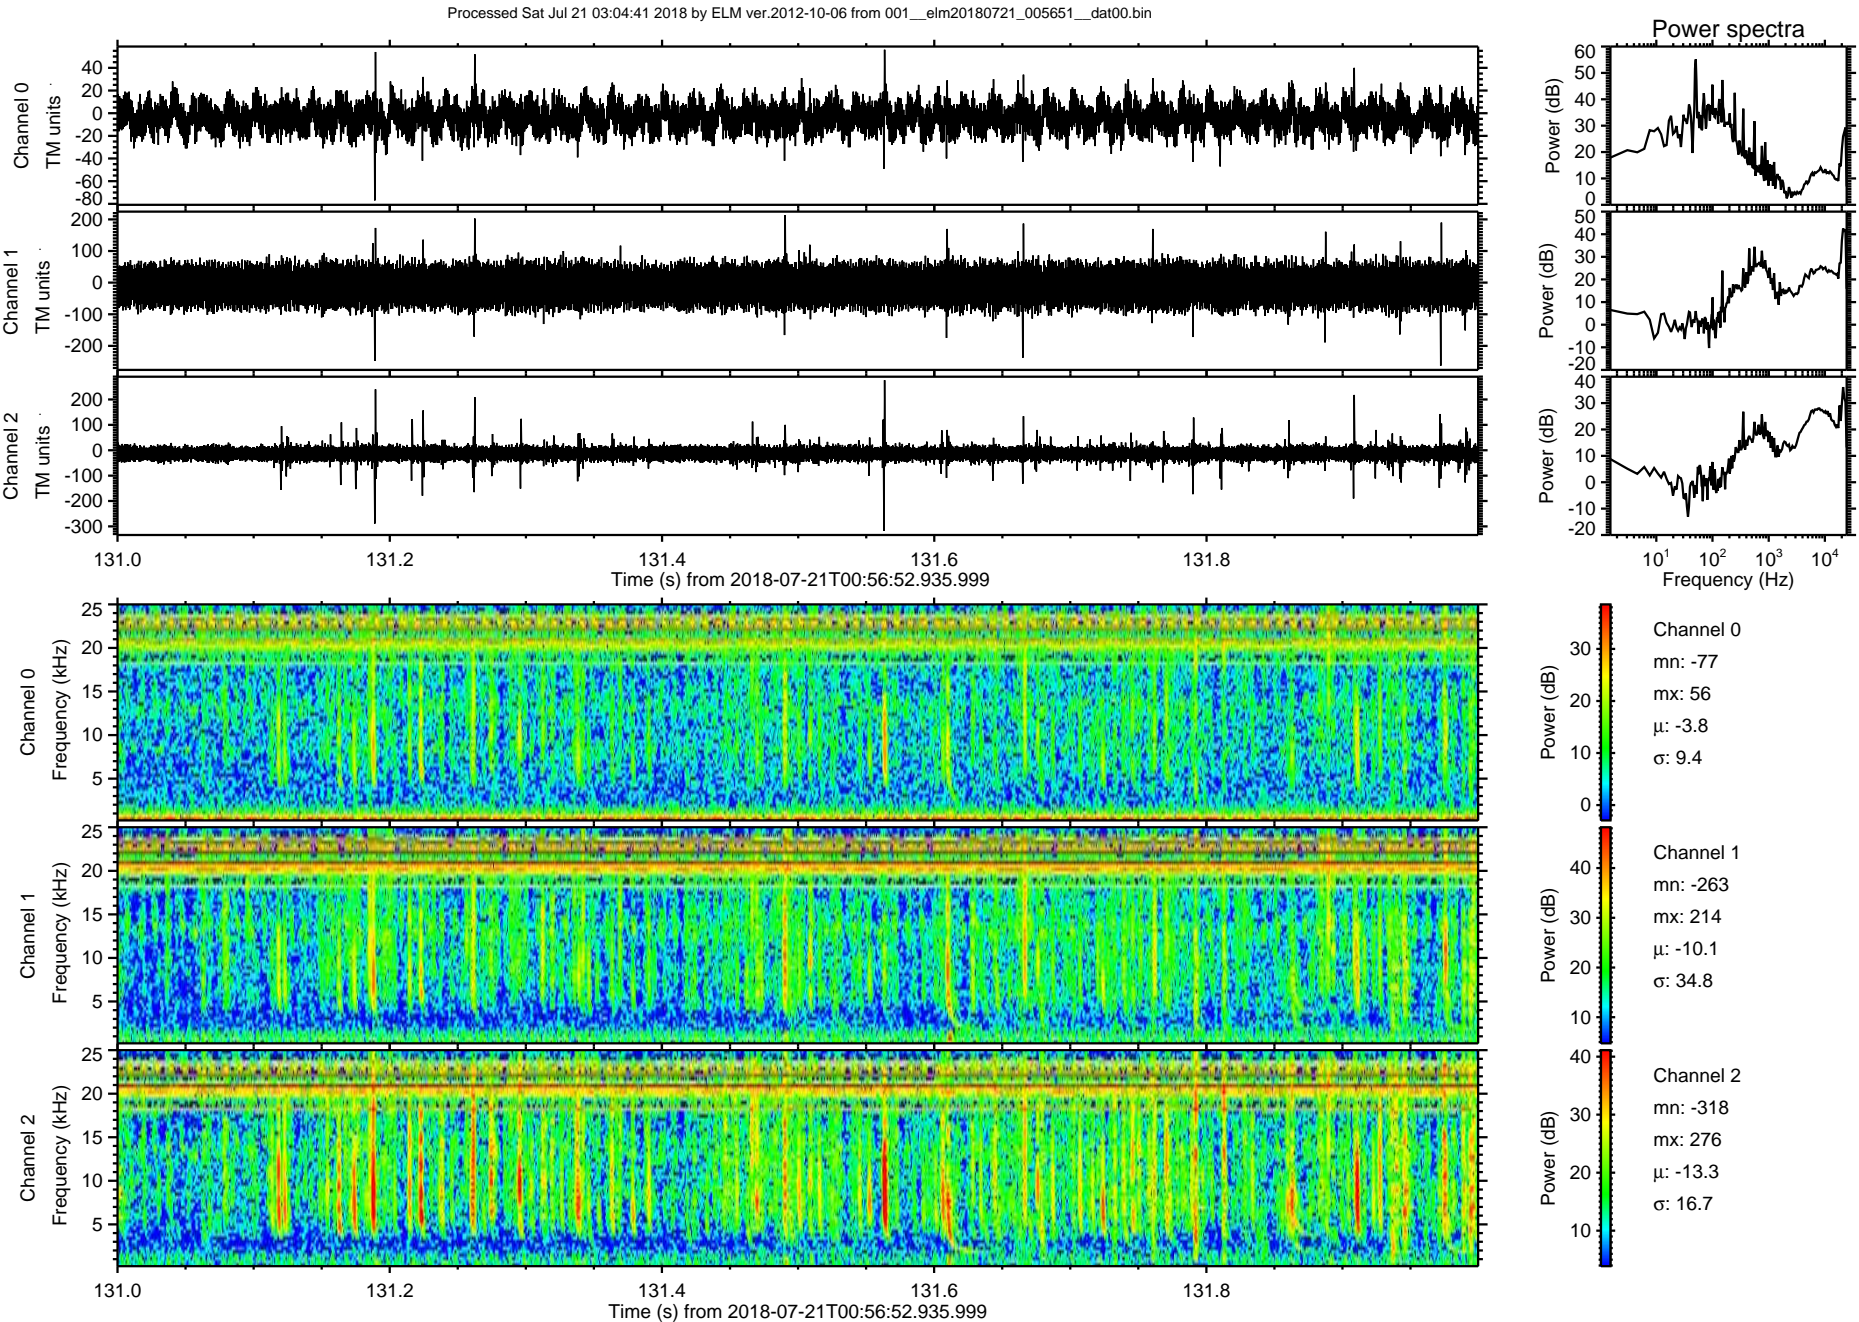 Processed Sat Jul 21 03:04:41 2018 by ELM ver.2012-10-06 from 001__elm20180721_005651__dat00.bin
Power spectra
Channel 0
TM units
40
20
0
-20
-40
-60
-80
Power (dB)
60
50
40
30
20
10
0
Channel 1
TM units
200
100
0
-100
-200
Power (dB)
50
40
30
20
10
0
-10
-20
Channel 2
TM units
200
100
0
-100
-200
-300
Power (dB)
40
30
20
10
0
-10
-20
131.0 131.2 131.4 131.6 131.8
Time (s) from 2018-07-21T00:56:52.935.999
10^1 10^2 10^3 10^4
Frequency (Hz)
Channel 0
Frequency (kHz)
25
20
15
10
5
Power (dB)
30
20
10
0
Channel 0
mn: -77
mx: 56
μ: -3.8
σ: 9.4
Channel 1
Frequency (kHz)
25
20
15
10
5
Power (dB)
40
30
20
10
Channel 1
mn: -263
mx: 214
μ: -10.1
σ: 34.8
Channel 2
Frequency (kHz)
25
20
15
10
5
Power (dB)
40
30
20
10
Channel 2
mn: -318
mx: 276
μ: -13.3
σ: 16.7
131.0 131.2 131.4 131.6 131.8
Time (s) from 2018-07-21T00:56:52.935.999